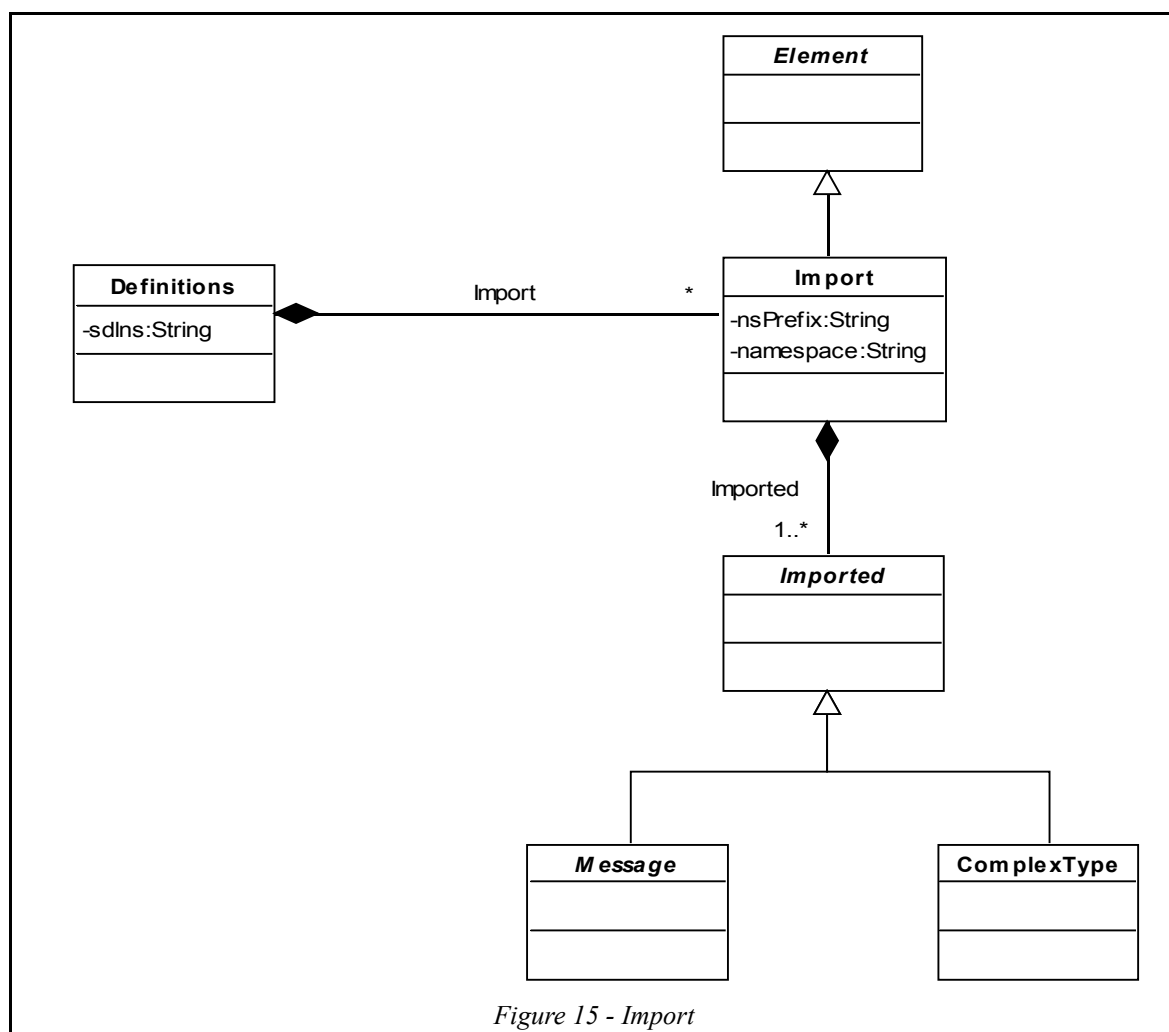 Element
Definitions
-sdlns:String
Import
*
Import
-nsPrefix:String
-namespace:String
Imported
1..*
Imported
Message
ComplexType
Figure 15 - Import